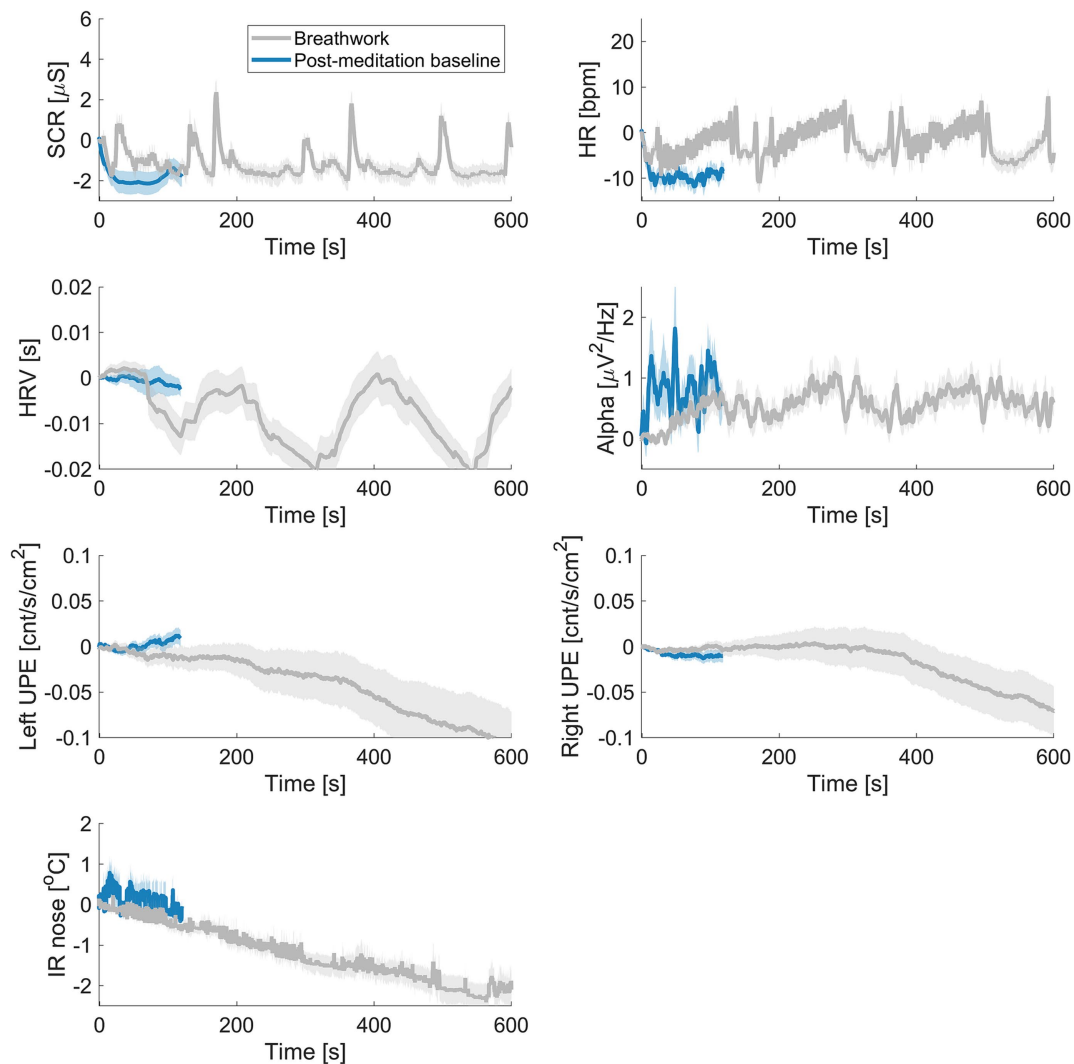 6
4
2
0
-2
SCR [μS]
Breathwork
Post-meditation baseline
0 200 400 600
Time [s]
20
10
0
-10
HR [bpm]
0 200 400 600
Time [s]
0.02
0.01
0
-0.01
-0.02
HRV [s]
0 200 400 600
Time [s]
2
1
0
Alpha [μV²/Hz]
0 200 400 600
Time [s]
0.1
0.05
0
-0.05
-0.1
Left UPE [cnt/s/cm²]
0 200 400 600
Time [s]
0.1
0.05
0
-0.05
-0.1
Right UPE [cnt/s/cm²]
0 200 400 600
Time [s]
2
1
0
-1
-2
IR nose [°C]
0 200 400 600
Time [s]